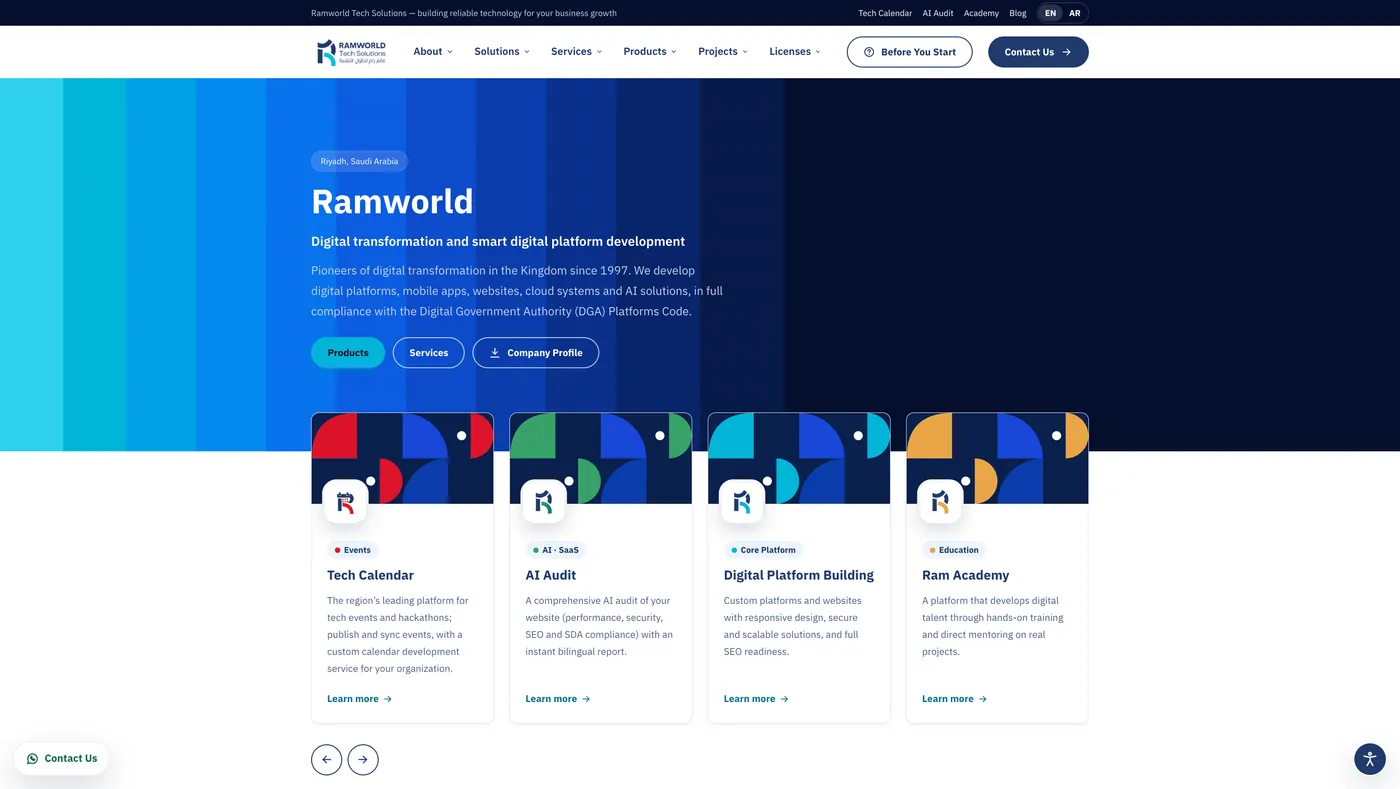 Ramworld Tech Solutions — building reliable technology for your business growth
Tech Calendar AI Audit Academy Blog EN AR
RAMWORLD
Tech Solutions
عالم رام للحلول التقنية
About Solutions Services Products Projects Licenses Before You Start Contact Us
Riyadh, Saudi Arabia
Ramworld
Digital transformation and smart digital platform development
Pioneers of digital transformation in the Kingdom since 1997. We develop
digital platforms, mobile apps, websites, cloud systems and AI solutions, in full
compliance with the Digital Government Authority (DGA) Platforms Code.
Products Services Company Profile
Events
Tech Calendar
The region's leading platform for
tech events and hackathons;
publish and sync events, with a
custom calendar development
service for your organization.
Learn more
AI · SaaS
AI Audit
A comprehensive AI audit of your
website (performance, security,
SEO and SDA compliance) with an
instant bilingual report.
Learn more
Core Platform
Digital Platform Building
Custom platforms and websites
with responsive design, secure
and scalable solutions, and full
SEO readiness.
Learn more
Education
Ram Academy
A platform that develops digital
talent through hands-on training
and direct mentoring on real
projects.
Learn more
Contact Us